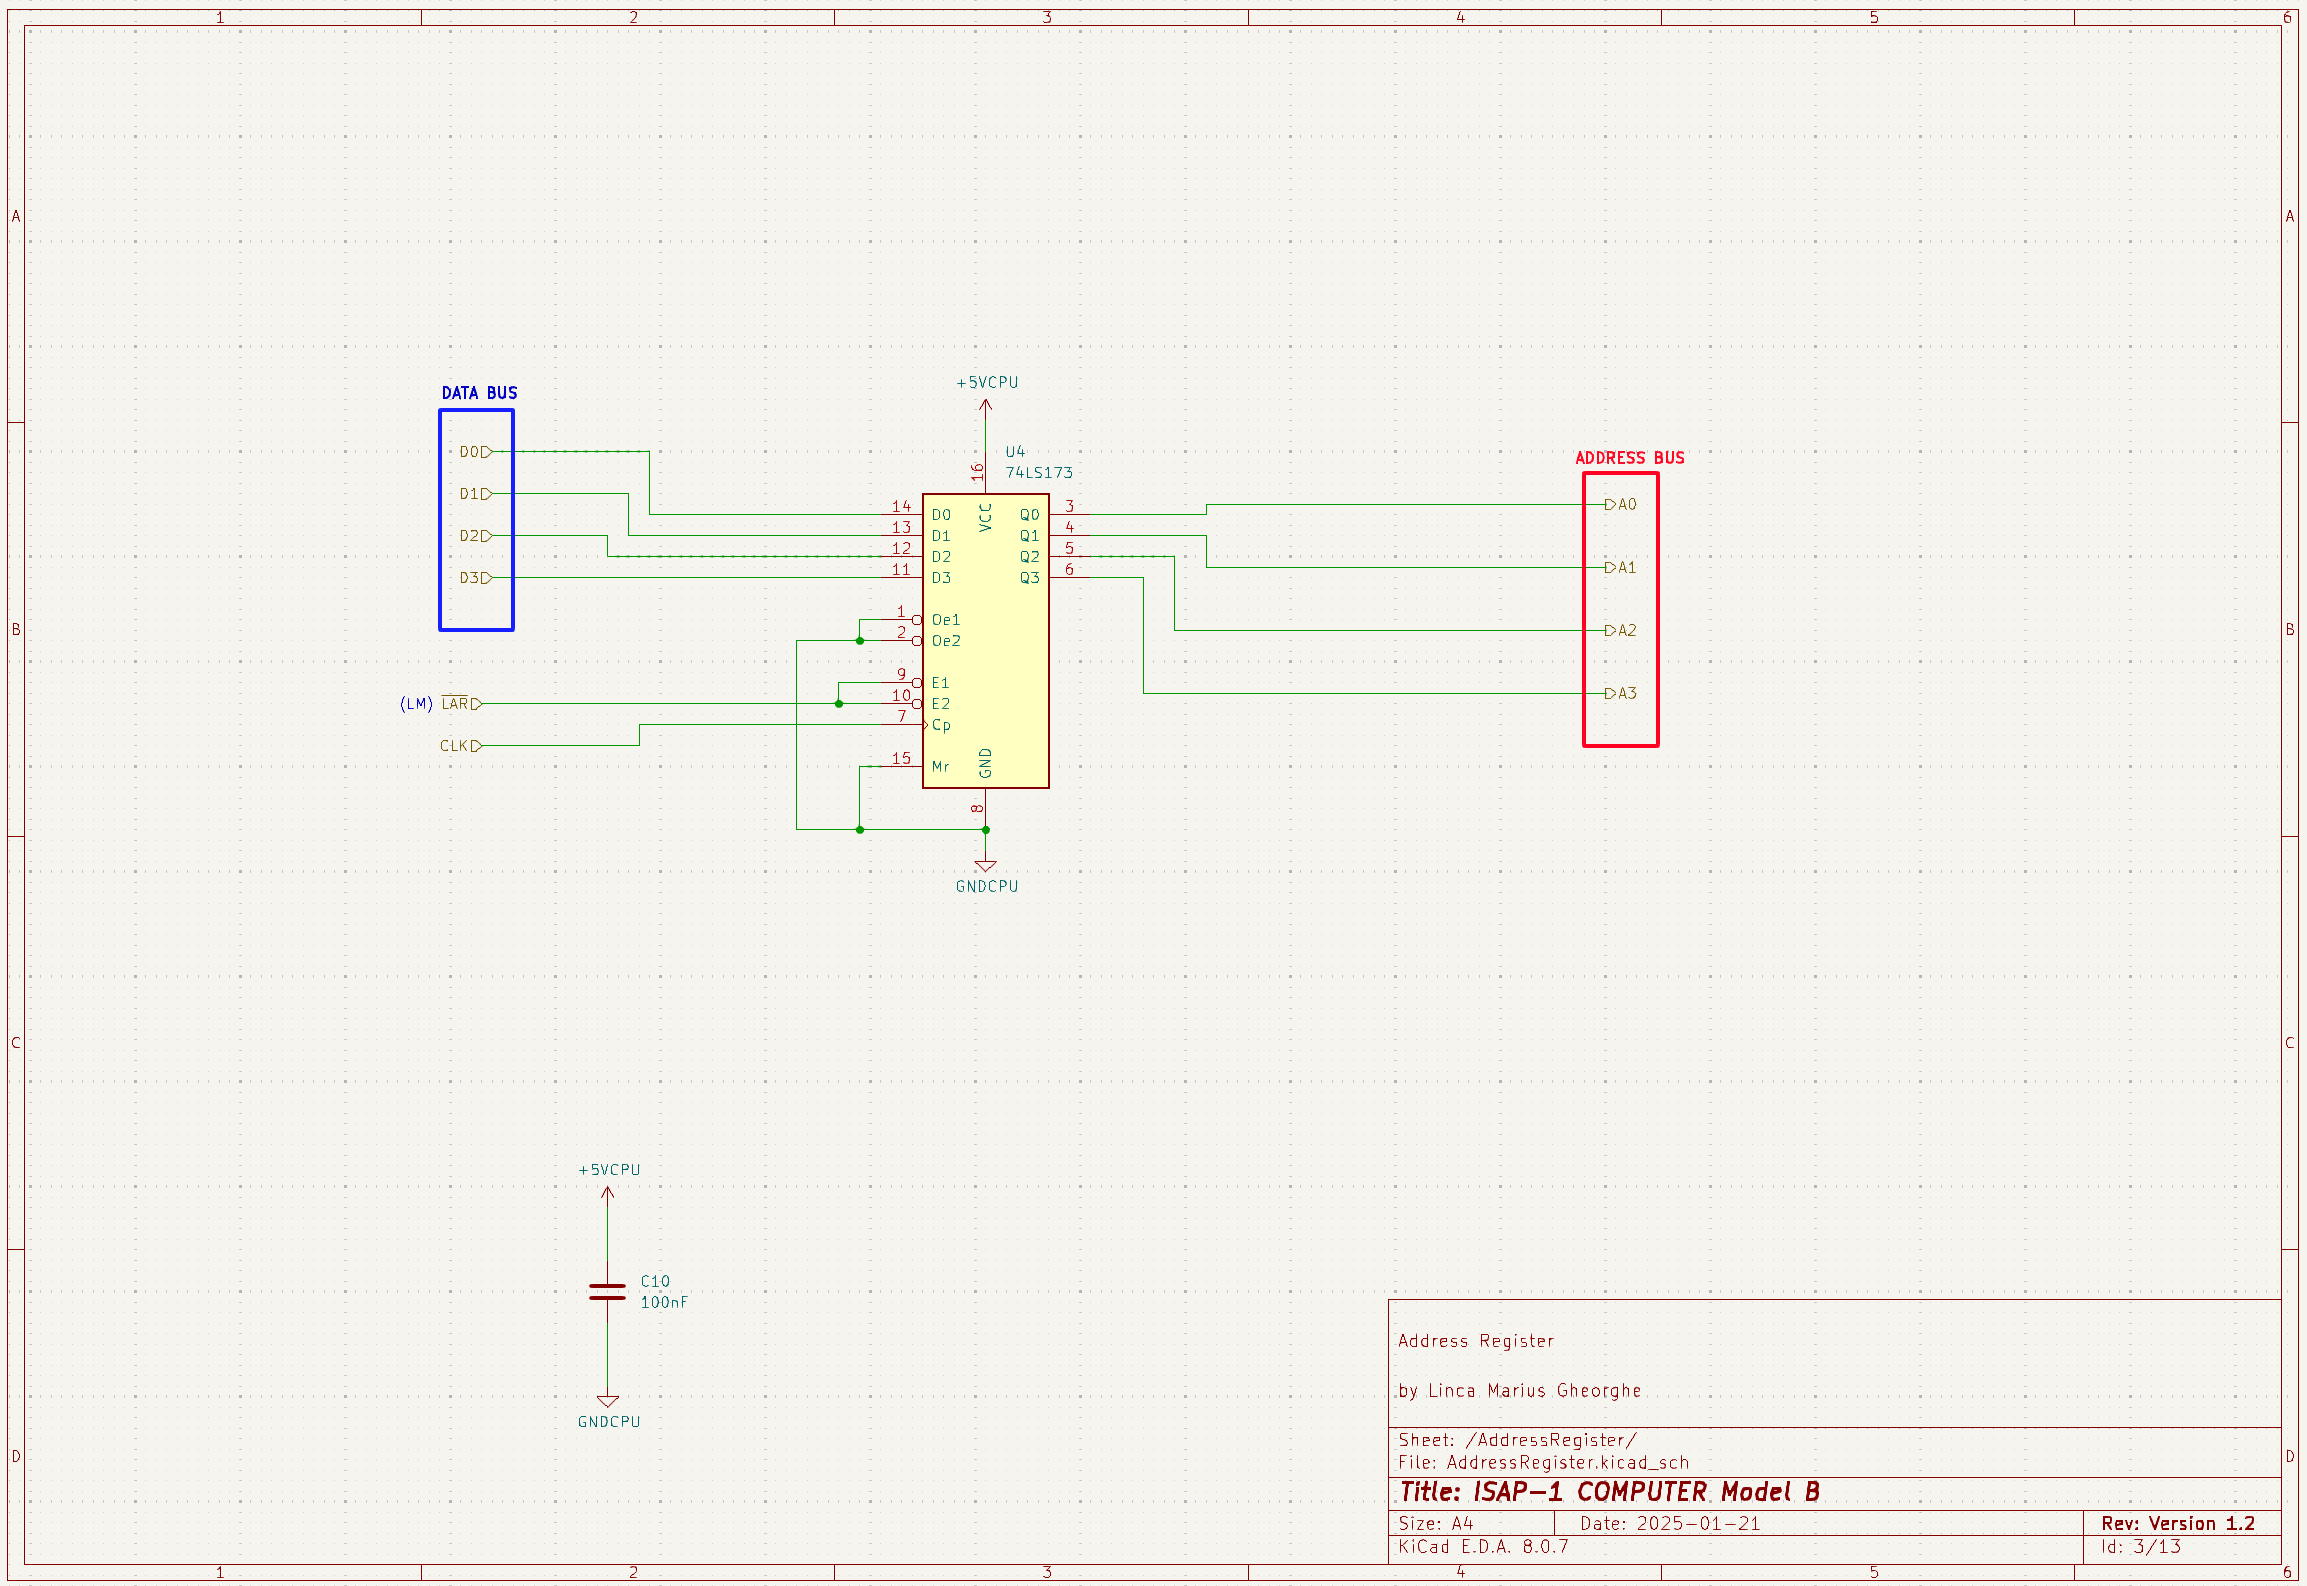 1 2 3 4 5 6
A A
DATA BUS
D0
D1
D2
D3
(LM) LAR
CLK
+5VCPU
U4
74LS173
16
VCC
14 D0 Q0 3
13 D1 Q1 4
12 D2 Q2 5
11 D3 Q3 6
1 Oe1
2 Oe2
9 E1
10 E2
7 Cp
15 Mr
GND
8
GNDCPU
ADDRESS BUS
A0
A1
A2
A3
B B
C C
+5VCPU
C10
100nF
GNDCPU
D D
Address Register
by Linca Marius Gheorghe
Sheet: /AddressRegister/
File: AddressRegister.kicad_sch
Title: ISAP-1 COMPUTER Model B
Size: A4 Date: 2025-01-21 Rev: Version 1.2
KiCad E.D.A. 8.0.7 Id: 3/13
1 2 3 4 5 6